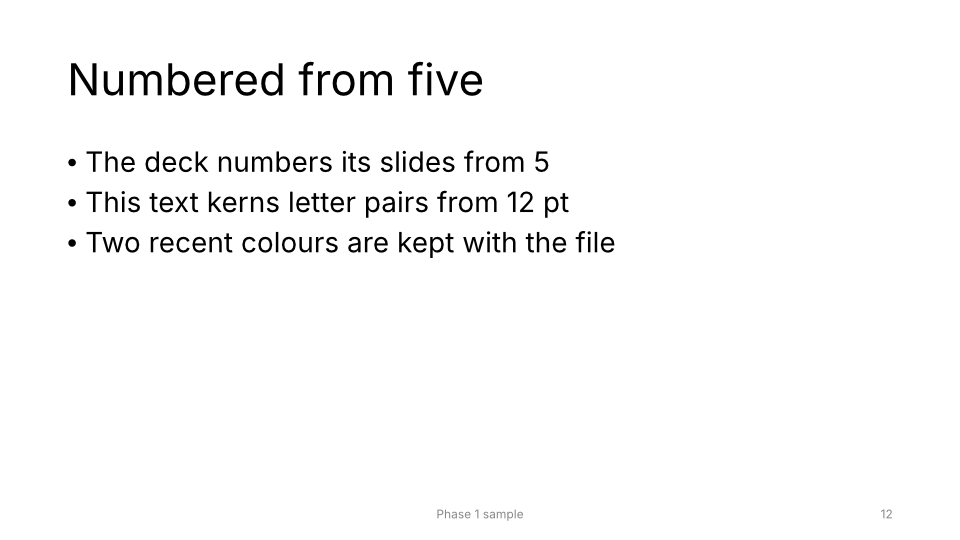 Numbered from five
• The deck numbers its slides from 5
• This text kerns letter pairs from 12 pt
• Two recent colours are kept with the file
Phase 1 sample
12